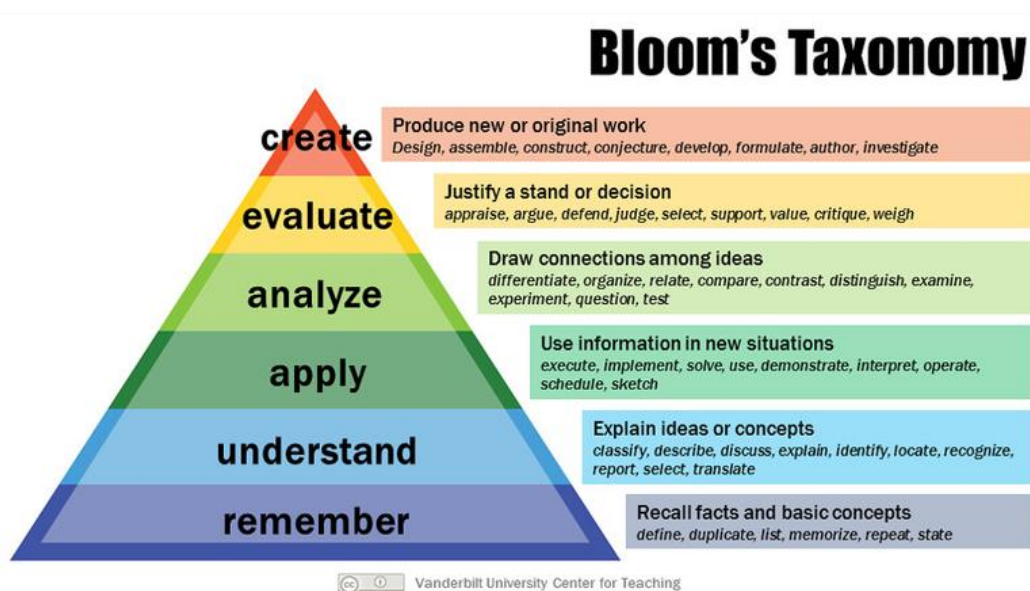 Bloom's Taxonomy
create
Produce new or original work
Design, assemble, construct, conjecture, develop, formulate, author, investigate
evaluate
Justify a stand or decision
appraise, argue, defend, judge, select, support, value, critique, weigh
analyze
Draw connections among ideas
differentiate, organize, relate, compare, contrast, distinguish, examine,
experiment, question, test
apply
Use information in new situations
execute, implement, solve, use, demonstrate, interpret, operate,
schedule, sketch
understand
Explain ideas or concepts
classify, describe, discuss, explain, identify, locate, recognize,
report, select, translate
remember
Recall facts and basic concepts
define, duplicate, list, memorize, repeat, state
cc Vanderbilt University Center for Teaching